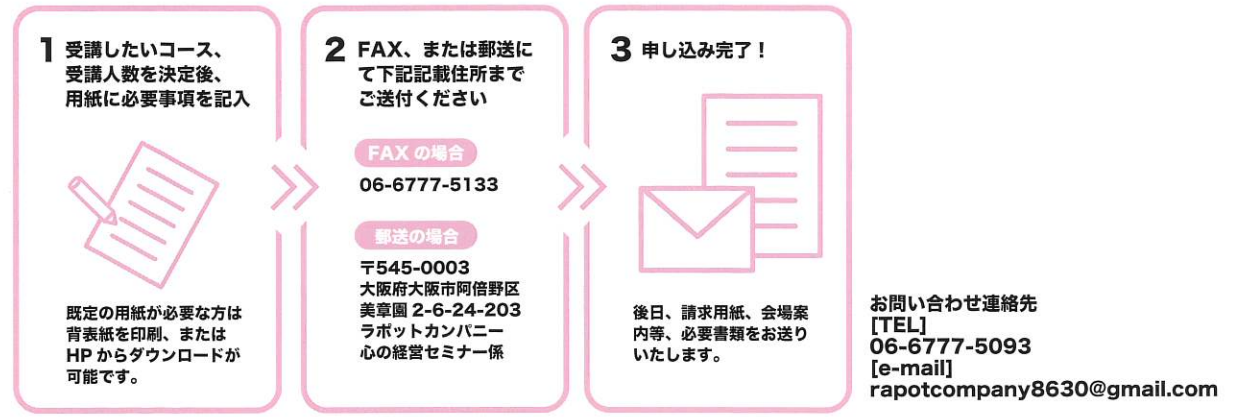 1 受講したいコース、
受講人数を決定後、
用紙に必要事項を記入
既定の用紙が必要な方は
背表紙を印刷、または
HP からダウンロードが
可能です。
2 FAX、または郵送に
て下記記載住所まで
ご送付ください
FAX の場合
06-6777-5133
郵送の場合
〒545-0003
大阪府大阪市阿倍野区
美章園 2-6-24-203
ラポットカンパニー
心の経営セミナー係
3 申し込み完了!
後日、請求用紙、会場案
内等、必要書類をお送り
いたします。
お問い合わせ連絡先
[TEL]
06-6777-5093
[e-mail]
rapotcompany8630@gmail.com